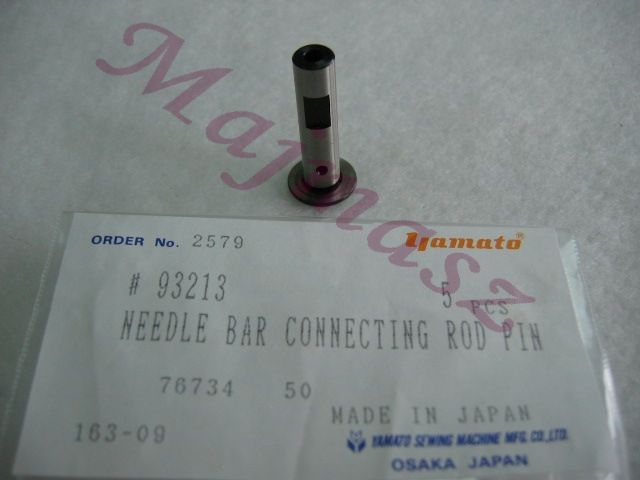 Majmasz
ORDER No. 2579
yamato®
# 93213
5 PCS
NEEDLE BAR CONNECTING ROD PIN
76734 50
MADE IN JAPAN
163-09
YAMATO SEWING MACHINE MFG. CO., LTD.
OSAKA JAPAN